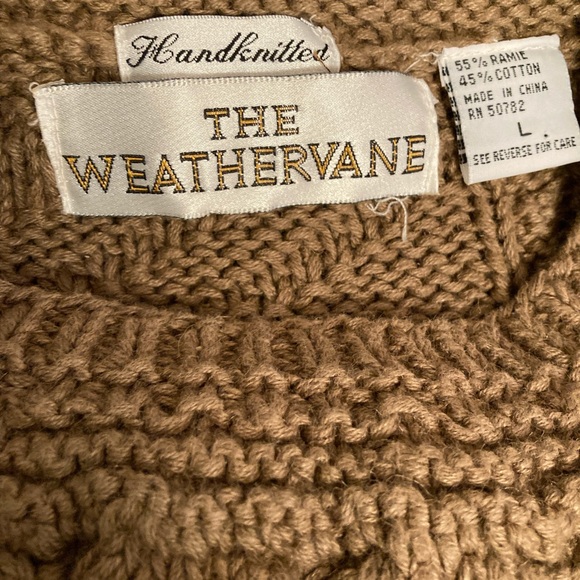 Handknitted
THE
WEATHERVANE
55% RAMIE
45% COTTON
MADE IN CHINA
RN 50782
L
SEE REVERSE FOR CARE